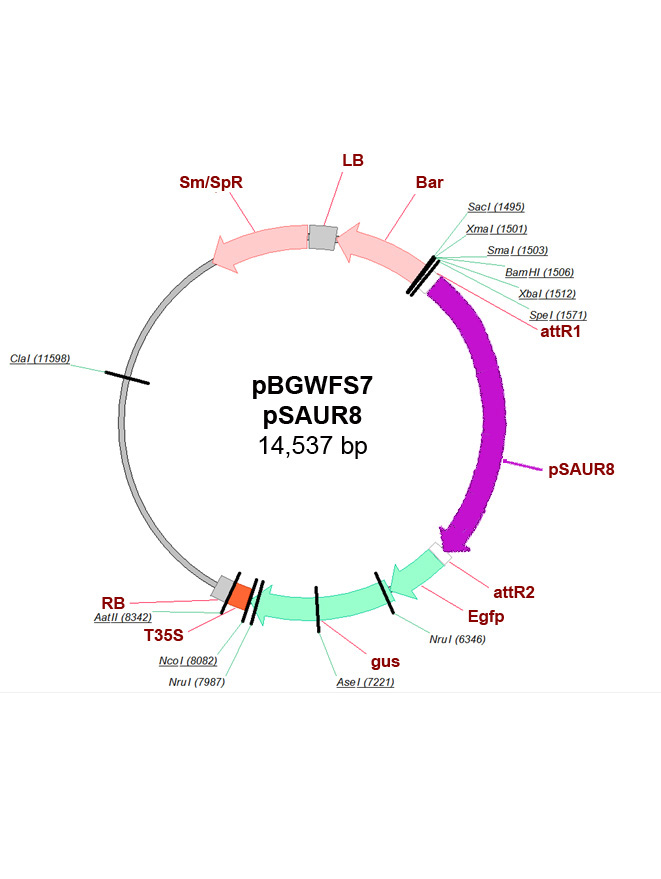 LB
Sm/SpR
Bar
SacI (1495)
XmaI (1501)
SmaI (1503)
BamHI (1506)
XbaI (1512)
SpeI (1571)
attR1
ClaI (11598)
pBGWFS7
pSAUR8
14,537 bp
pSAUR8
attR2
RB
AatII (8342)
Egfp
T35S
NruI (6346)
NcoI (8082)
gus
NruI (7987)
AseI (7221)